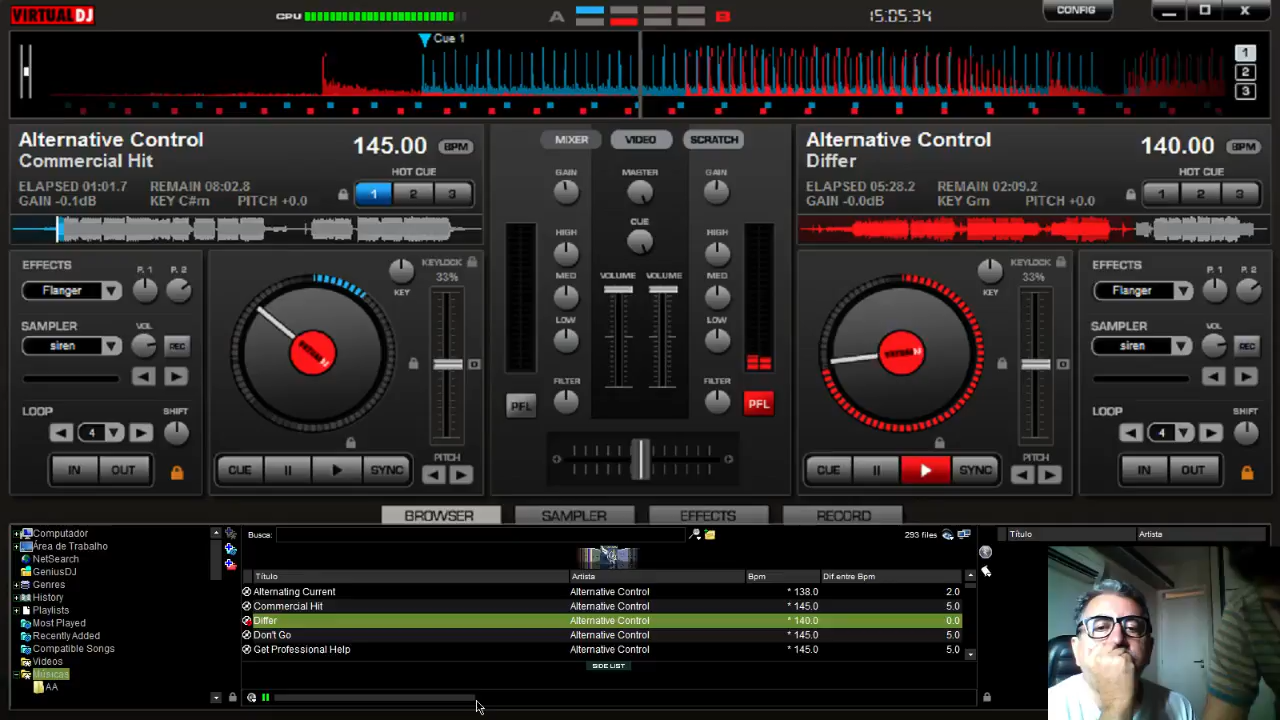 VIRTUALDJ
CPU
A
B
15:05:34
CONFIG
Cue 1
1
2
3
Alternative Control
Commercial Hit
145.00 BPM
ELAPSED 01:01.7 REMAIN 08:02.8
GAIN -0.1dB KEY C#m PITCH +0.0
HOT CUE
1 2 3
MIXER VIDEO SCRATCH
Alternative Control
Differ
140.00 BPM
ELAPSED 05:28.2 REMAIN 02:09.2
GAIN -0.0dB KEY Gm PITCH +0.0
HOT CUE
1 2 3
EFFECTS P. 1 P. 2
Flanger
SAMPLER VOL
siren REC
LOOP SHIFT
4
IN OUT
KEYLOCK
33%
KEY
VIRTUALDJ
CUE SYNC
PITCH
GAIN MASTER GAIN
CUE
HIGH HIGH
MED VOLUME VOLUME MED
LOW LOW
FILTER FILTER
PFL PFL
KEYLOCK
33%
KEY
VIRTUALDJ
CUE SYNC
PITCH
EFFECTS P. 1 P. 2
Flanger
SAMPLER VOL
siren REC
LOOP SHIFT
4
IN OUT
BROWSER SAMPLER EFFECTS RECORD
Computador
Área de Trabalho
NetSearch
GeniusDJ
Genres
History
Playlists
Most Played
Recently Added
Compatible Songs
Vídeos
Músicas
AA
Busca: 293 files
Título Artista Bpm Dif.entre Bpm
Alternating Current Alternative Control * 138.0 2.0
Commercial Hit Alternative Control * 145.0 5.0
Differ Alternative Control * 140.0 0.0
Don't Go Alternative Control * 145.0 5.0
Get Professional Help Alternative Control * 145.0 5.0
SIDE LIST
Título Artista